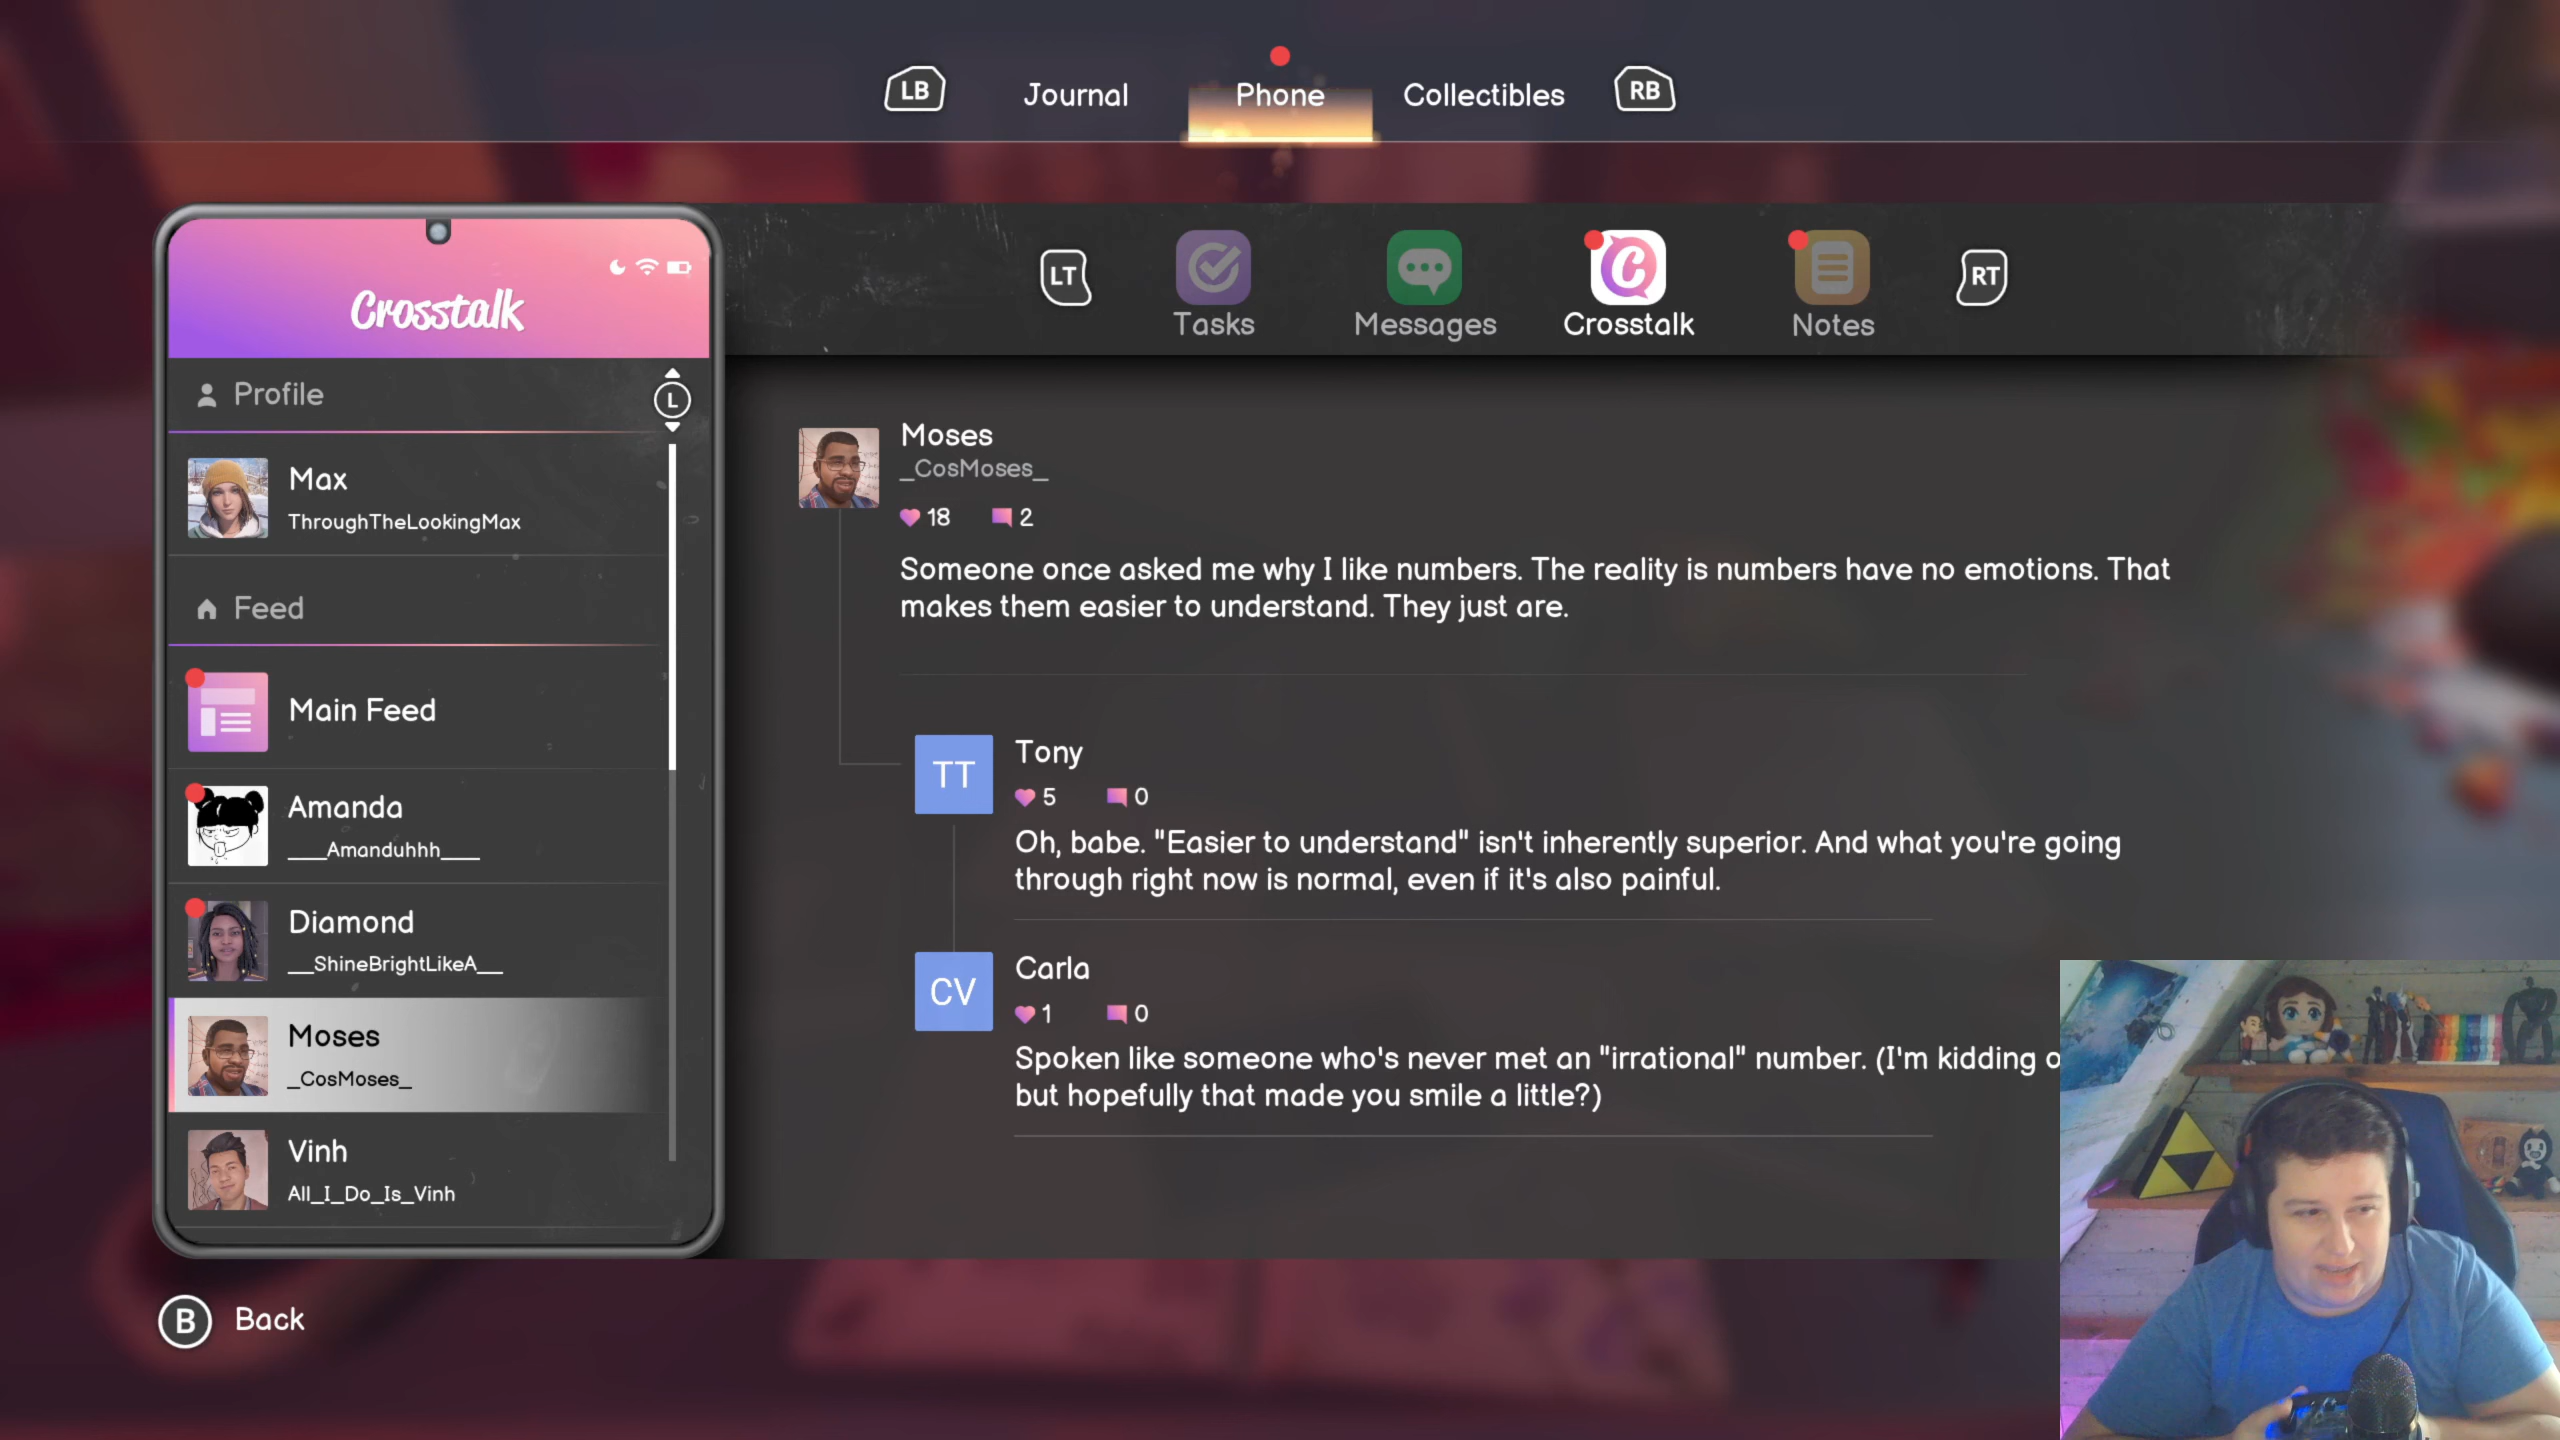 LB
Journal
Phone
Collectibles
RB
Crosstalk
LT
Tasks
Messages
Crosstalk
Notes
RT
Profile
L
Max
ThroughTheLookingMax
Feed
Main Feed
Amanda
___Amanduhhh___
Diamond
__ShineBrightLikeA__
Moses
_CosMoses_
Vinh
All_I_Do_Is_Vinh
Moses
_CosMoses_
18 2
Someone once asked me why I like numbers. The reality is numbers have no emotions. That
makes them easier to understand. They just are.
TT
Tony
5 0
Oh, babe. "Easier to understand" isn't inherently superior. And what you're going
through right now is normal, even if it's also painful.
CV
Carla
1 0
Spoken like someone who's never met an "irrational" number. (I'm kidding
but hopefully that made you smile a little?)
B Back